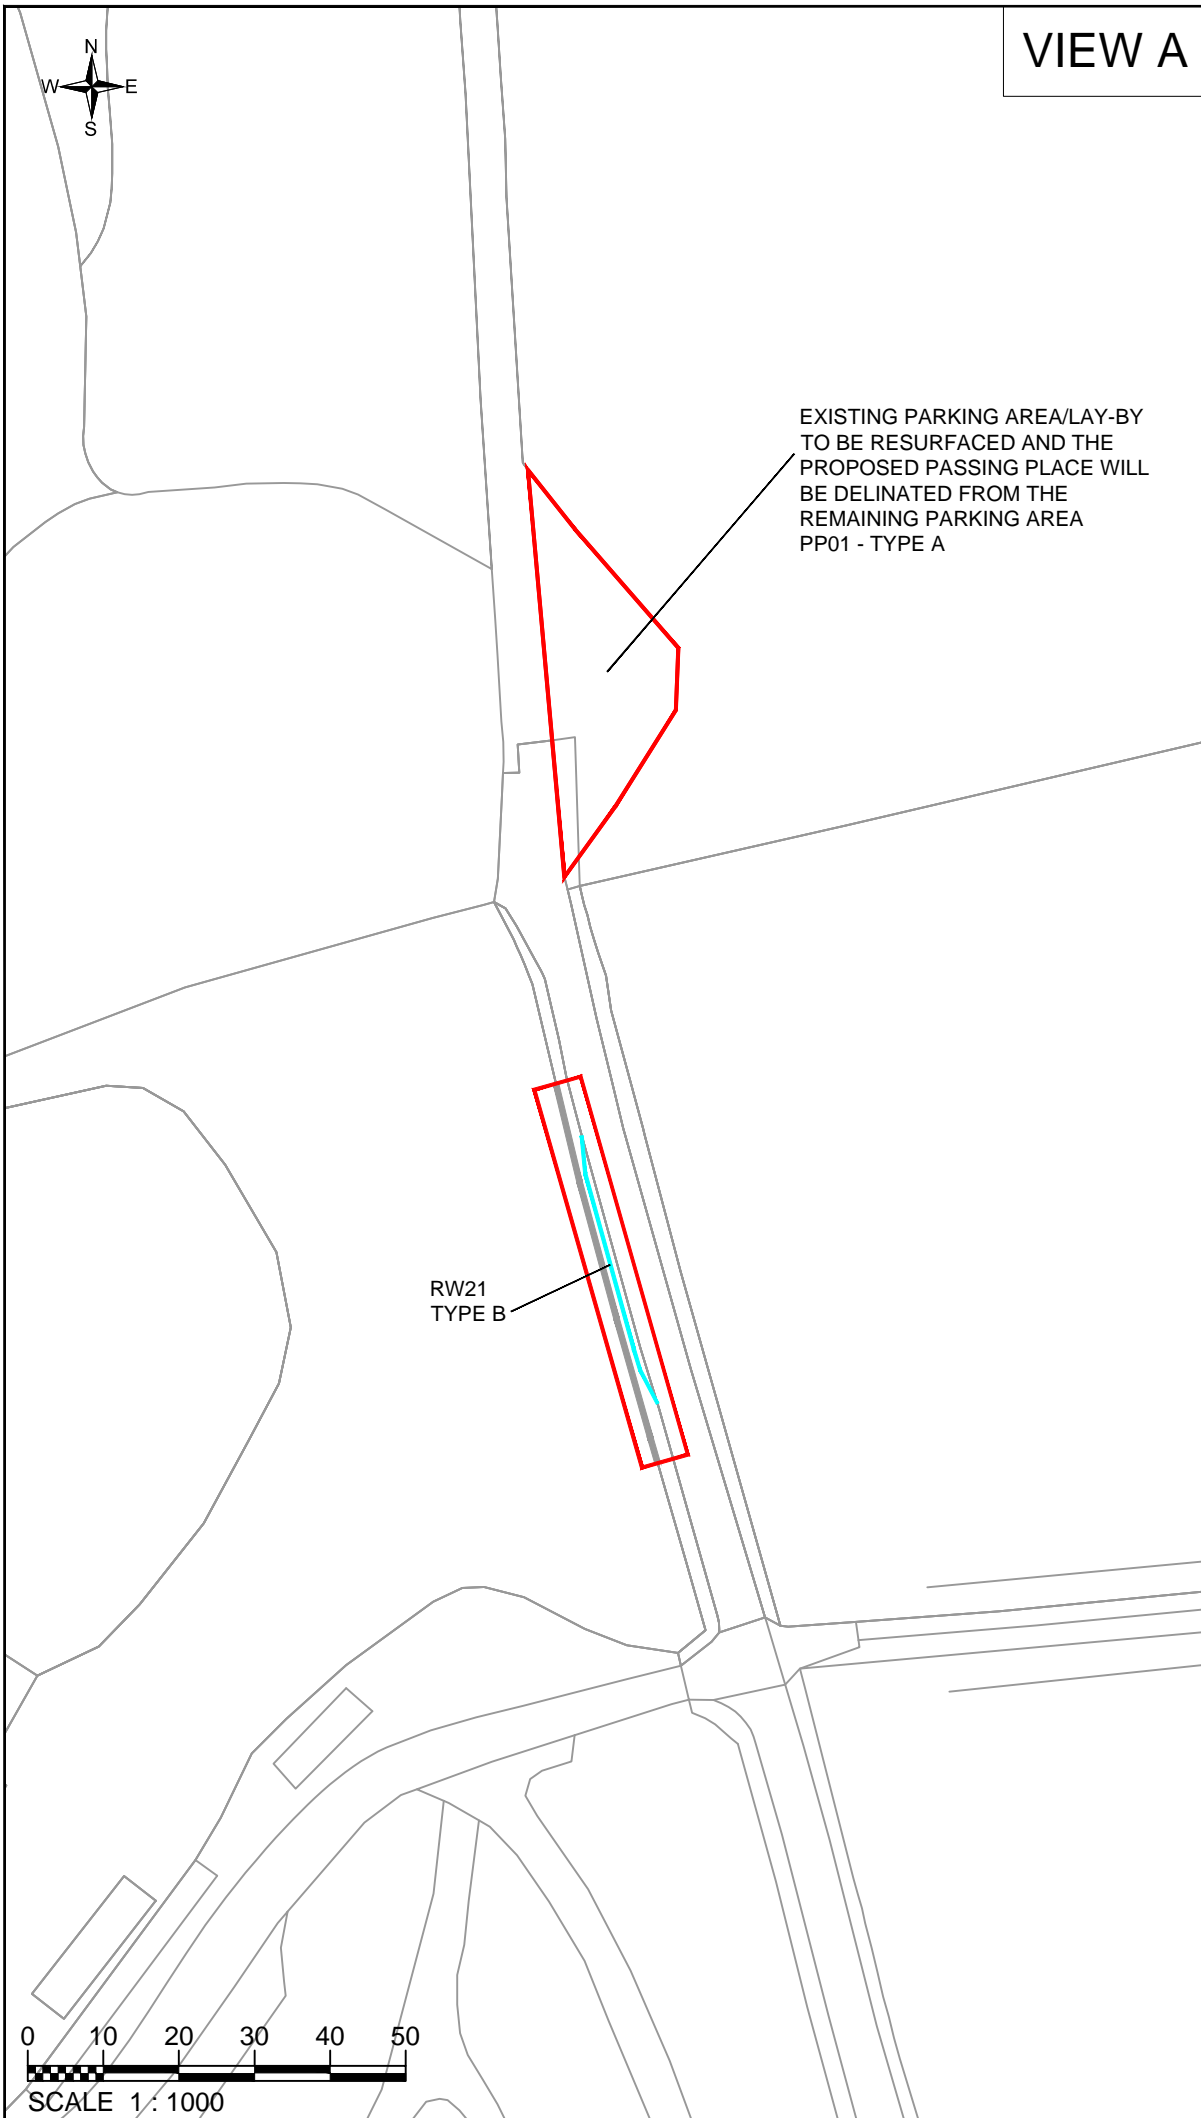 VIEW A
N
W E
S
EXISTING PARKING AREA/LAY-BY
TO BE RESURFACED AND THE
PROPOSED PASSING PLACE WILL
BE DELINATED FROM THE
REMAINING PARKING AREA
PP01 - TYPE A
RW21
TYPE B
0 10 20 30 40 50
SCALE 1 : 1000